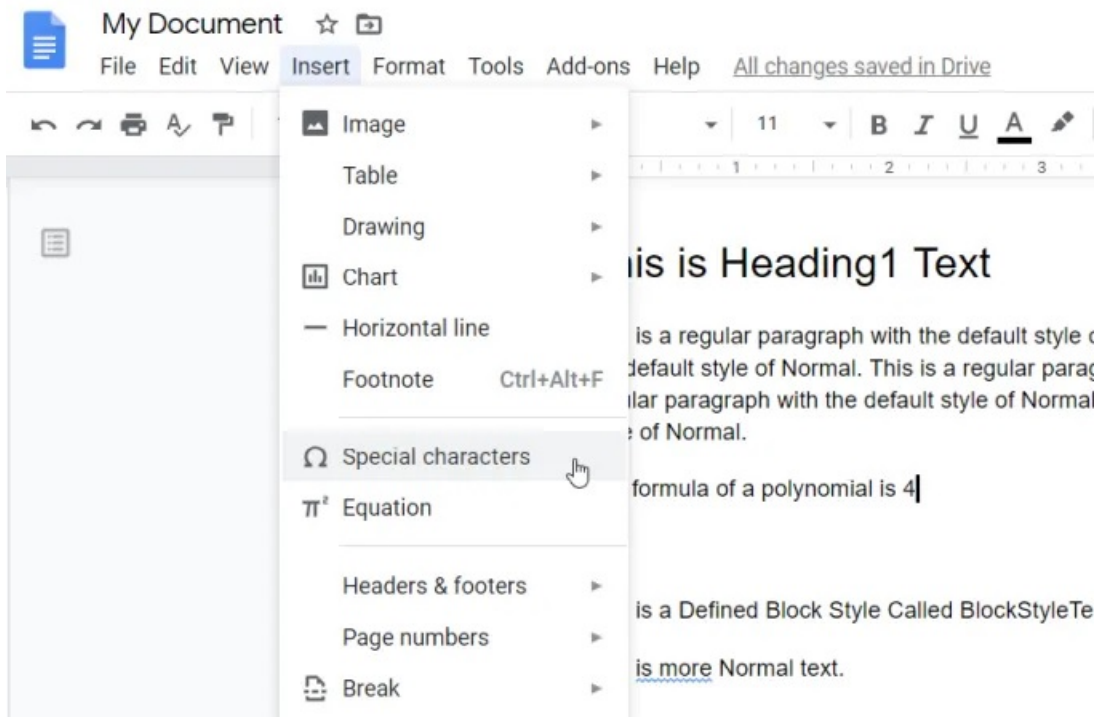 My Document
File Edit View Insert Format Tools Add-ons Help All changes saved in Drive
11 B I U A
1 2 3
Image
Table
Drawing
Chart
Horizontal line
Footnote Ctrl+Alt+F
Ω Special characters
π² Equation
Headers & footers
Page numbers
Break
is is Heading1 Text
is a regular paragraph with the default style
default style of Normal. This is a regular
paragraph with the default style of Normal
of Normal.
formula of a polynomial is 4
is a Defined Block Style Called
is more Normal text.